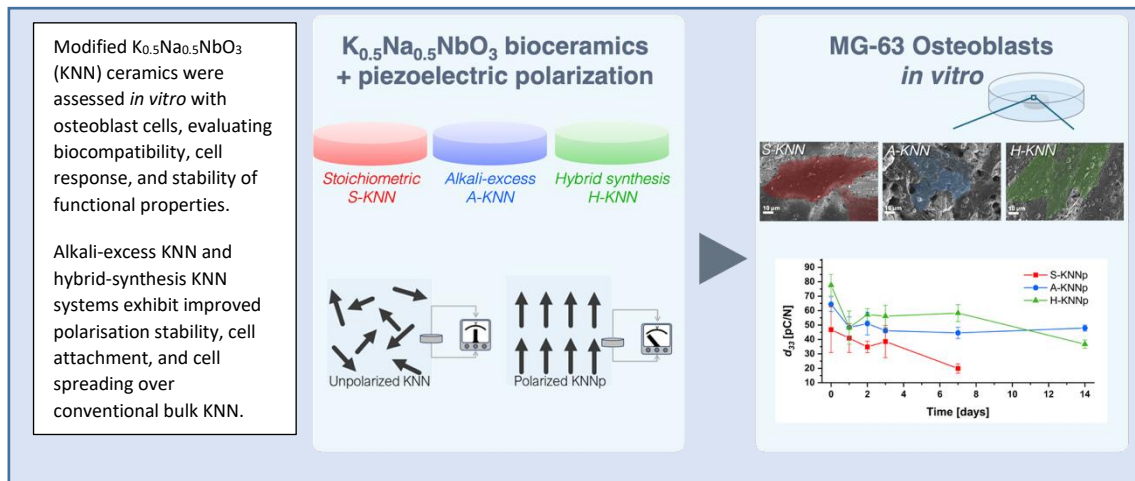 Modified K₀.₅Na₀.₅NbO₃
(KNN) ceramics were
assessed in vitro with
osteoblast cells, evaluating
biocompatibility, cell
response, and stability of
functional properties.
Alkali-excess KNN and
hybrid-synthesis KNN
systems exhibit improved
polarisation stability, cell
attachment, and cell
spreading over
conventional bulk KNN.
K₀.₅Na₀.₅NbO₃ bioceramics
+ piezoelectric polarization
Stoichiometric
S-KNN
Alkali-excess
A-KNN
Hybrid synthesis
H-KNN
Unpolarized KNN
Polarized KNNp
MG-63 Osteoblasts
in vitro
S-KNN
10 µm
A-KNN
10 µm
H-KNN
10 µm
d₃₃ [pC/N]
90
80
70
60
50
40
30
20
10
S-KNNp
A-KNNp
H-KNNp
0 2 4 6 8 10 12 14
Time [days]